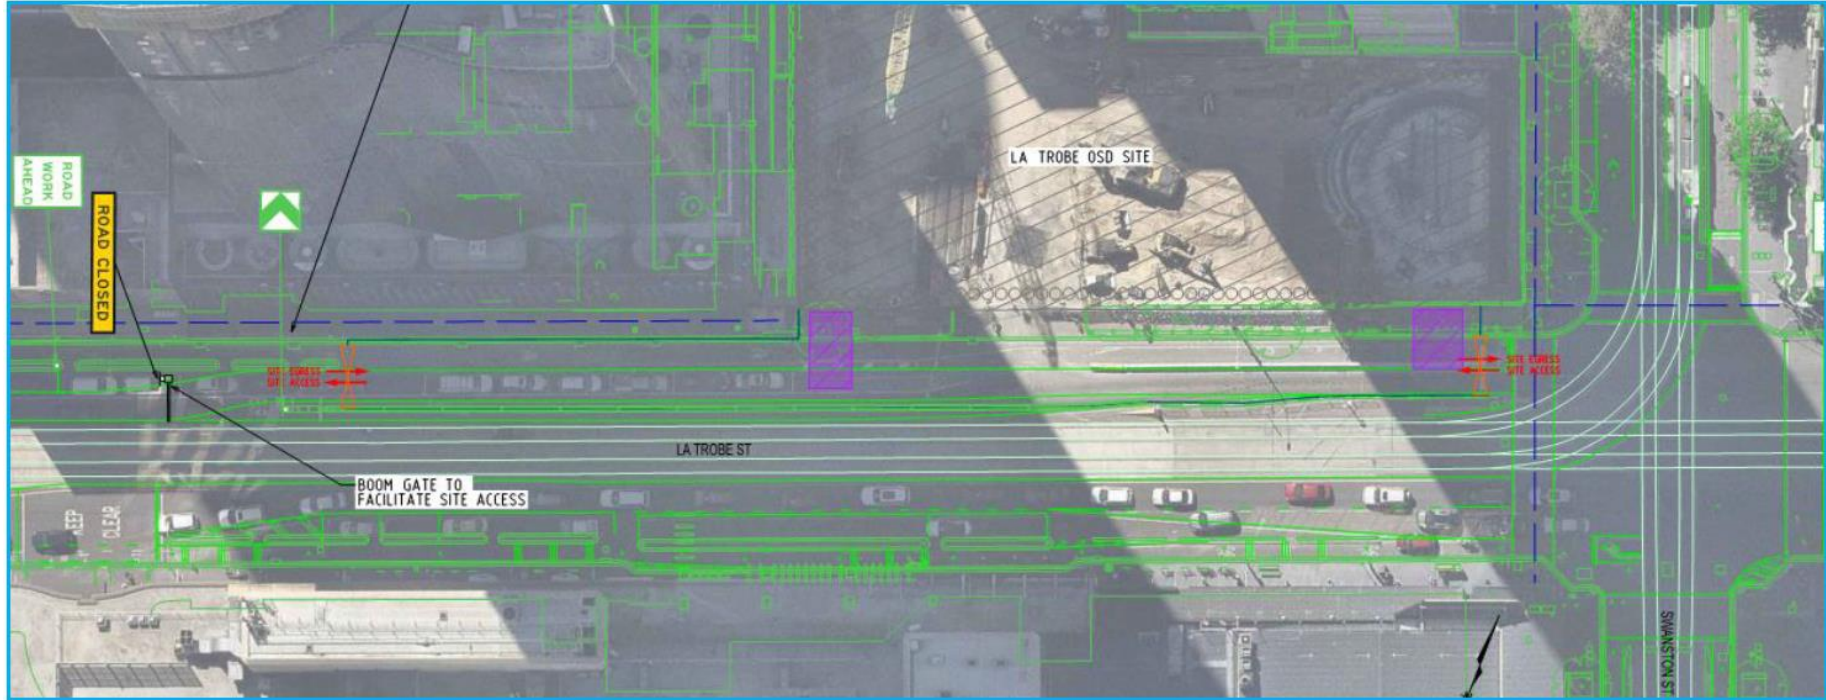 ROAD
WORK
AHEAD
ROAD CLOSED
LA TROBE OSD SITE
SITE EGRESS
SITE ACCESS
SITE EGRESS
SITE ACCESS
LA TROBE ST
BOOM GATE TO
FACILITATE SITE ACCESS
KEEP
CLEAR
SWANSTON ST